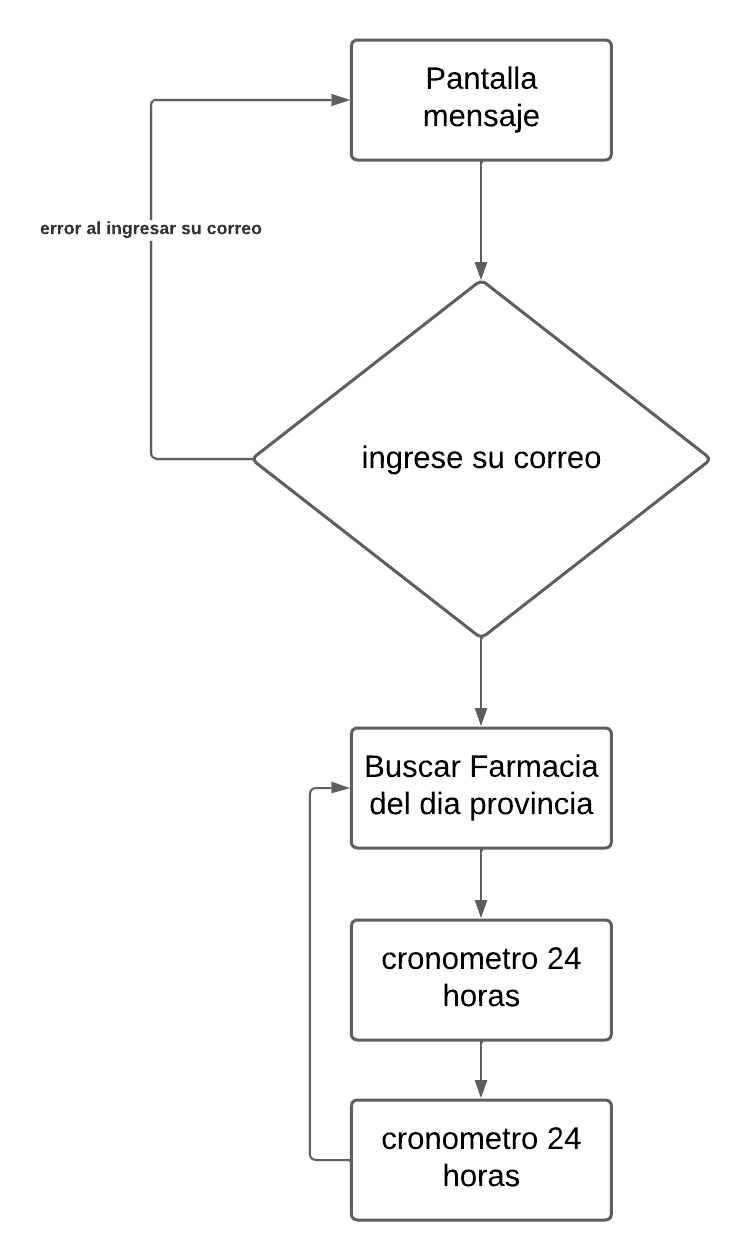 Pantalla
mensaje
error al ingresar su correo
ingrese su correo
Buscar Farmacia
del dia provincia
cronometro 24
horas
cronometro 24
horas